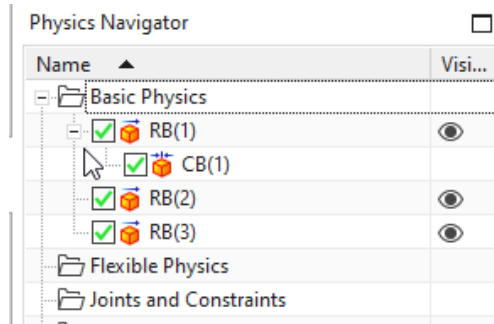 Physics Navigator
Name Visi...
Basic Physics
RB(1)
CB(1)
RB(2)
RB(3)
Flexible Physics
Joints and Constraints